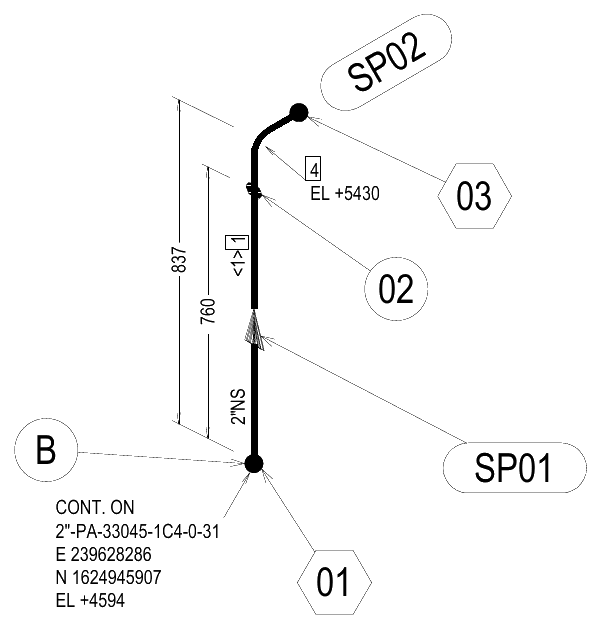 SP02
4
EL +5430
03
837
760
<1> 1
02
2"NS
B
SP01
CONT. ON
2"-PA-33045-1C4-0-31
E 239628286
N 1624945907
EL +4594
01